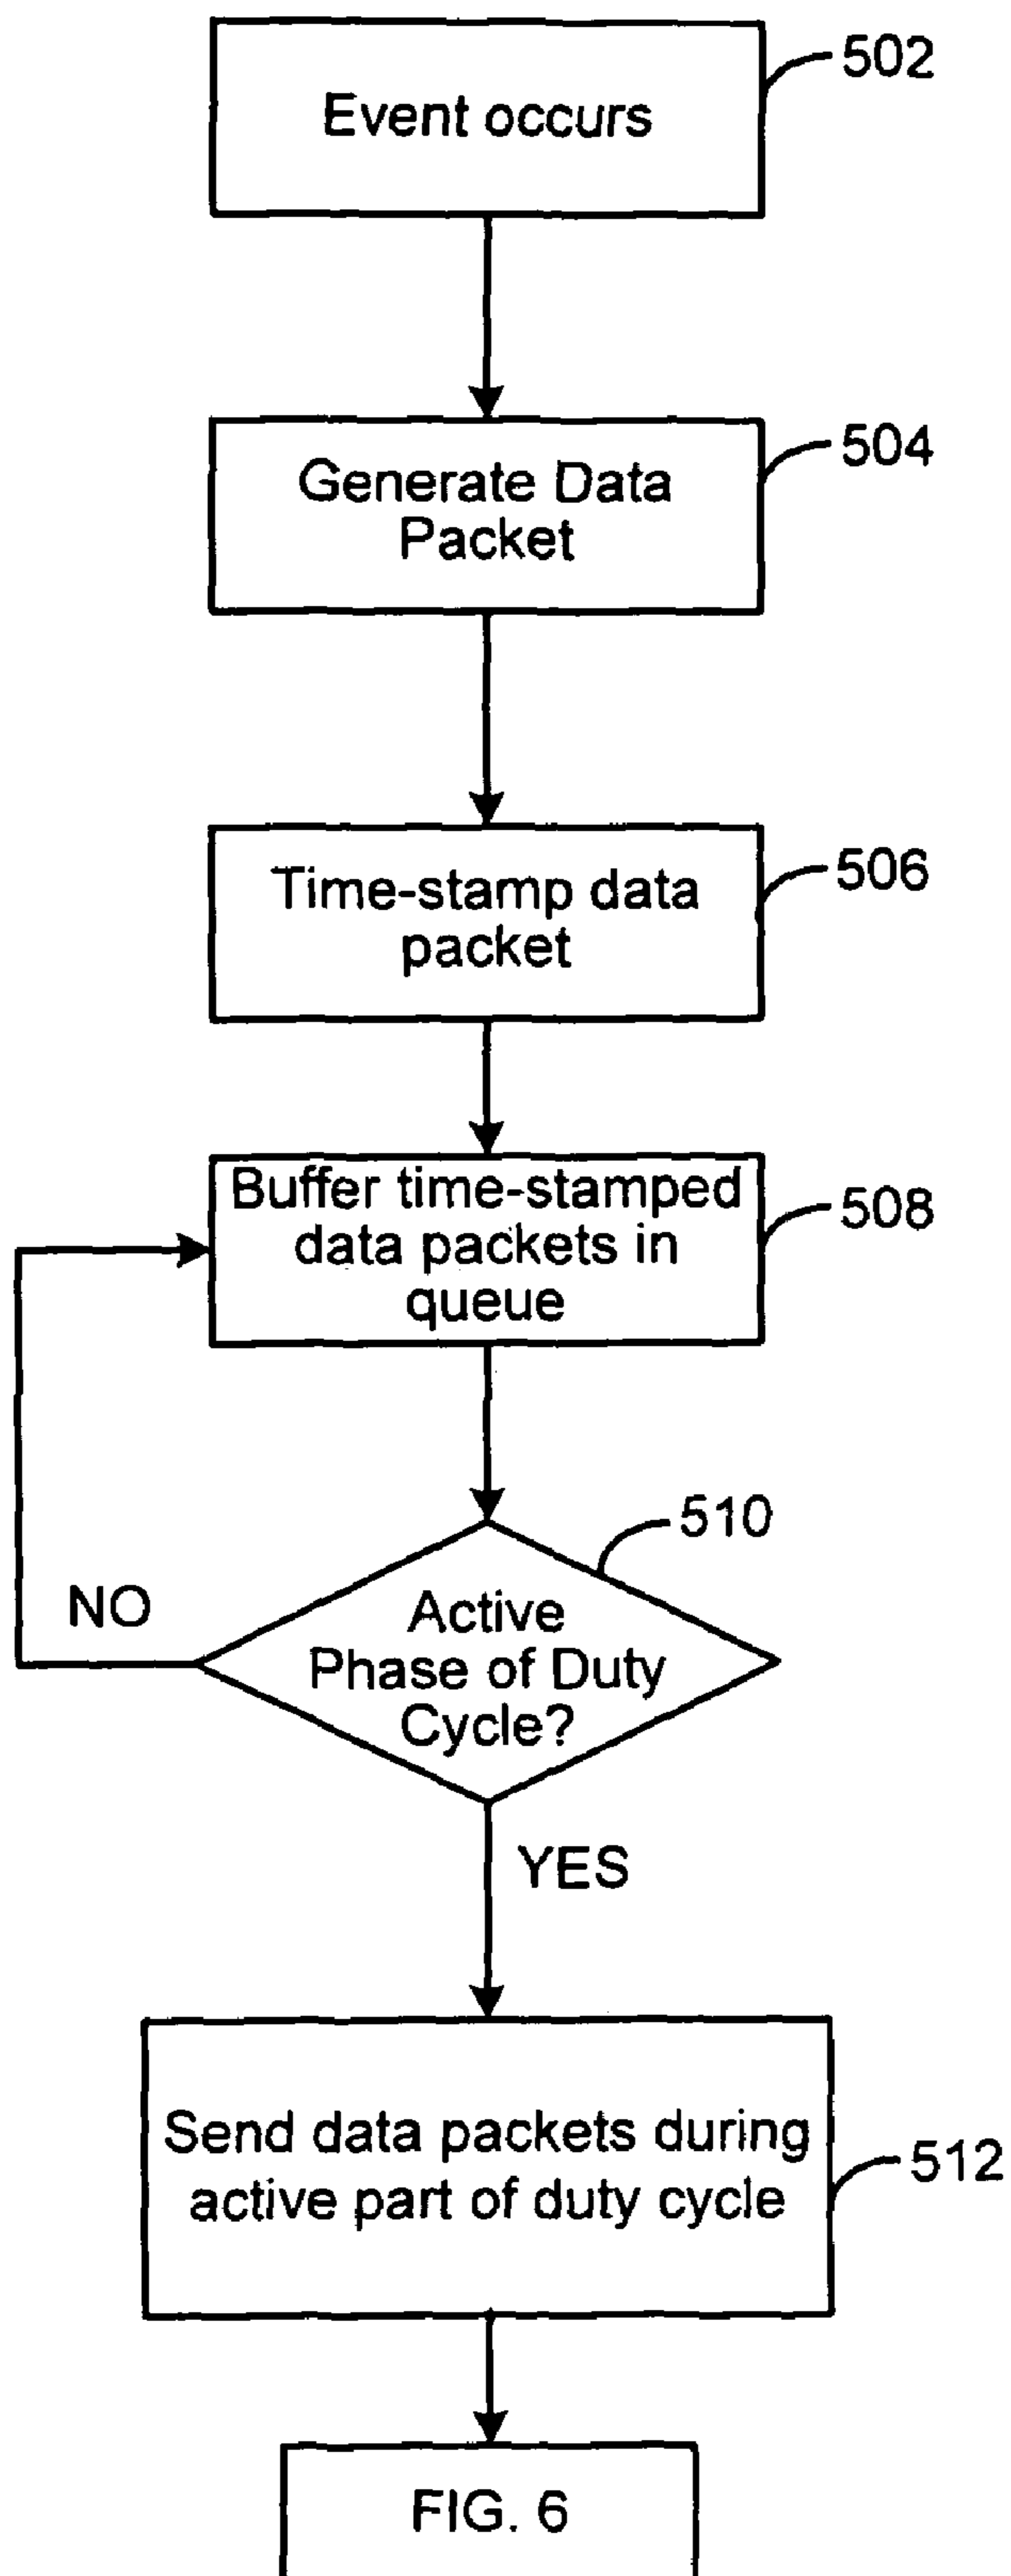 Event occurs
502
Generate Data
Packet
504
Time-stamp data
packet
506
Buffer time-stamped
data packets in
queue
508
510
Active
Phase of Duty
Cycle?
NO
YES
Send data packets during
active part of duty cycle
512
FIG. 6